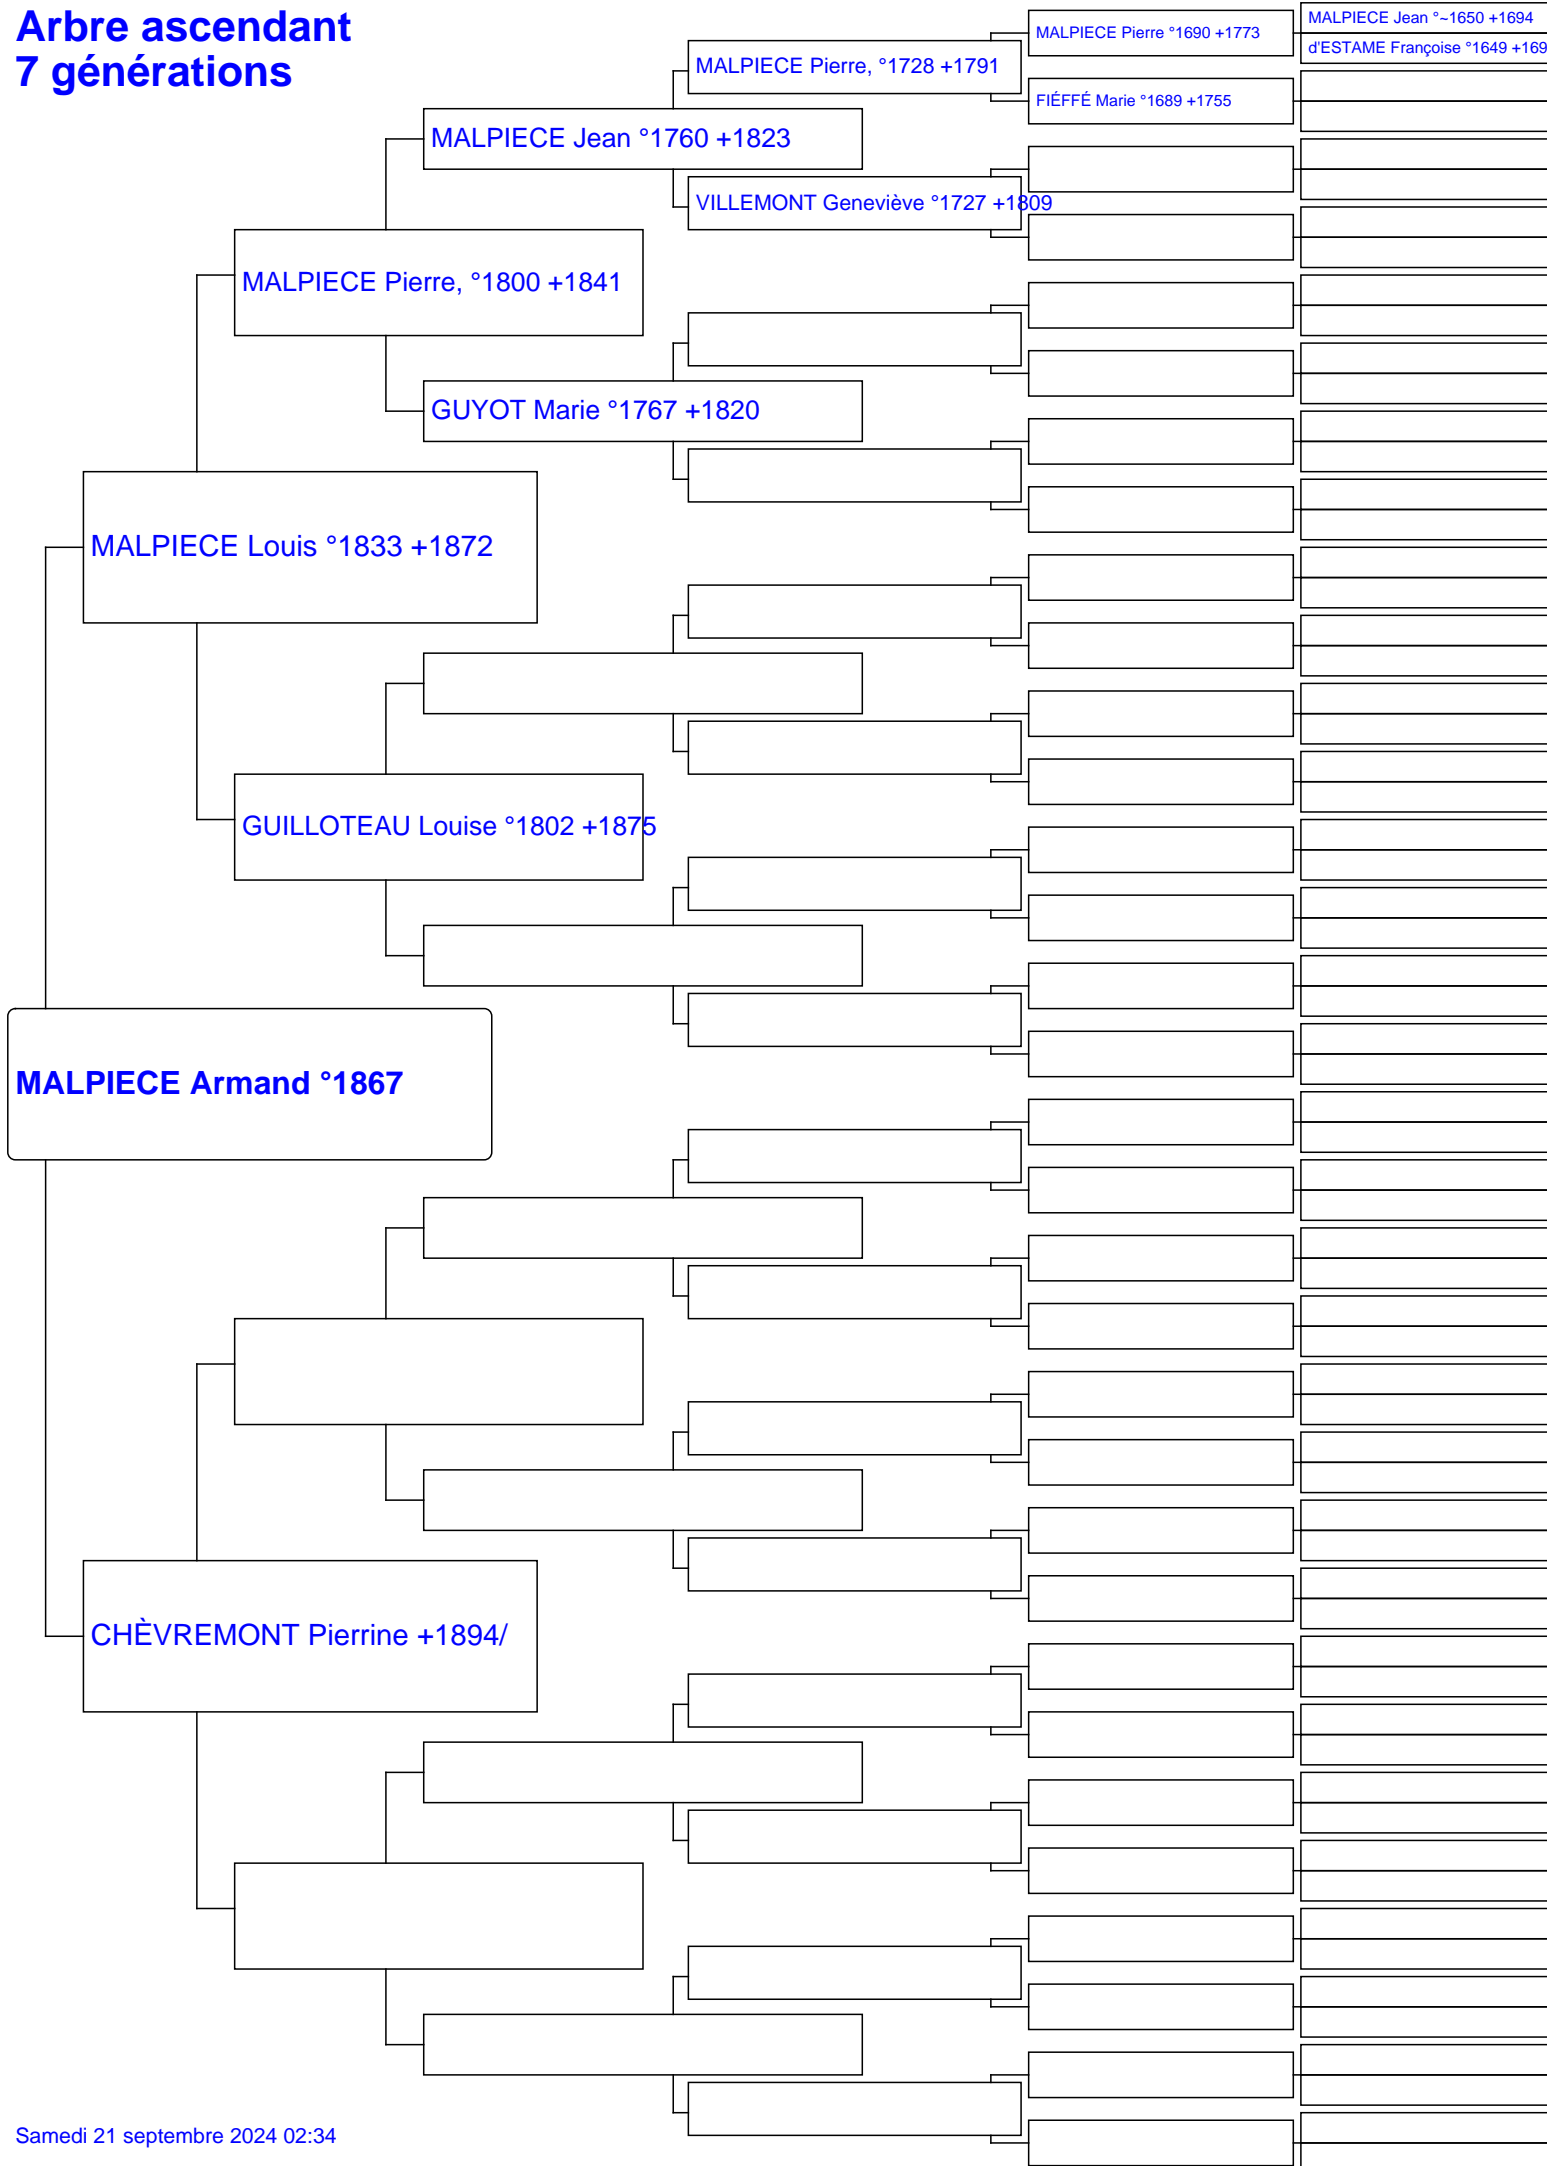 Arbre ascendant
7 générations
MALPIECE Jean °~1650 +1694
d'ESTAME Françoise °1649 +169
MALPIECE Pierre °1690 +1773
FIÉFFÉ Marie °1689 +1755
MALPIECE Pierre, °1728 +1791
VILLEMONT Geneviève °1727 +1809
MALPIECE Jean °1760 +1823
GUYOT Marie °1767 +1820
MALPIECE Pierre, °1800 +1841
GUILLOTEAU Louise °1802 +1875
MALPIECE Louis °1833 +1872
MALPIECE Armand °1867
CHÈVREMONT Pierrine +1894/
Samedi 21 septembre 2024 02:34